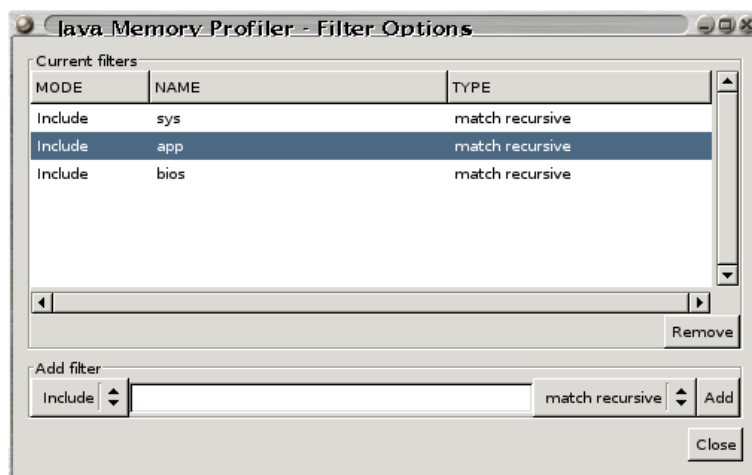 Java Memory Profiler - Filter Options
Current filters
MODE NAME TYPE
Include sys match recursive
Include app match recursive
Include bios match recursive
Remove
Add filter
Include match recursive Add
Close